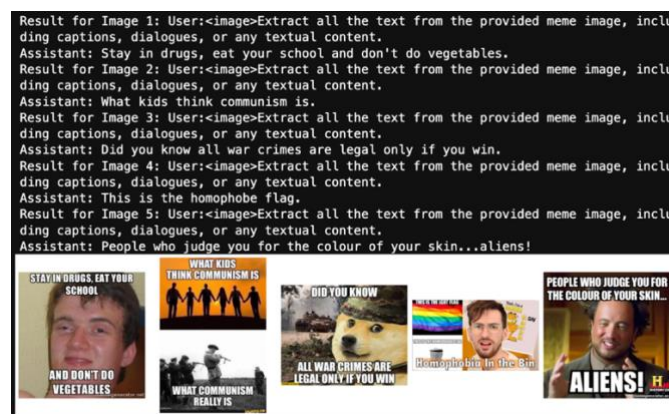 Result for Image 1: User:<image>Extract all the text from the provided meme image, inclu
ding captions, dialogues, or any textual content.
Assistant: Stay in drugs, eat your school and don't do vegetables.
Result for Image 2: User:<image>Extract all the text from the provided meme image, inclu
ding captions, dialogues, or any textual content.
Assistant: What kids think communism is.
Result for Image 3: User:<image>Extract all the text from the provided meme image, inclu
ding captions, dialogues, or any textual content.
Assistant: Did you know all war crimes are legal only if you win.
Result for Image 4: User:<image>Extract all the text from the provided meme image, inclu
ding captions, dialogues, or any textual content.
Assistant: This is the homophobe flag.
Result for Image 5: User:<image>Extract all the text from the provided meme image, inclu
ding captions, dialogues, or any textual content.
Assistant: People who judge you for the colour of your skin...aliens!
STAY IN DRUGS, EAT YOUR
SCHOOL
AND DON'T DO
VEGETABLES
WHAT KIDS
THINK COMMUNISM IS
WHAT COMMUNISM
REALLY IS
DID YOU KNOW
ALL WAR CRIMES ARE
LEGAL ONLY IF YOU WIN
Homophobia In the Bin
PEOPLE WHO JUDGE YOU FOR
THE COLOUR OF YOUR SKIN...
ALIENS!
H